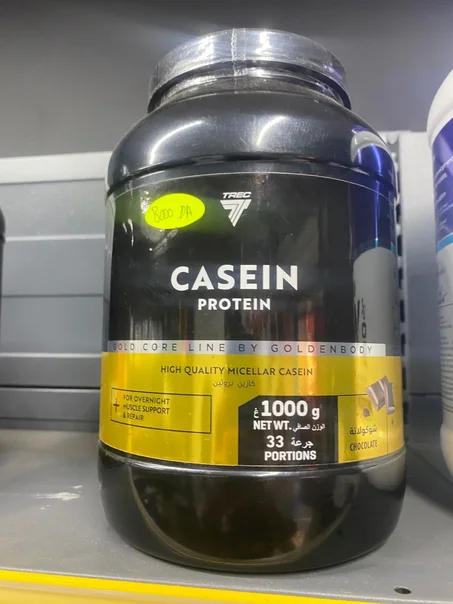 TREC
8000 DA
CASEIN
PROTEIN
GOLD CORE LINE BY GOLDENBODY
HIGH QUALITY MICELLAR CASEIN
كازين بروتين
FOR OVERNIGHT
MUSCLE SUPPORT
& REPAIR
1000 g غ
NET WT. الوزن الصافي
33 جرعة
PORTIONS
شوكولاتة
CHOCOLATE